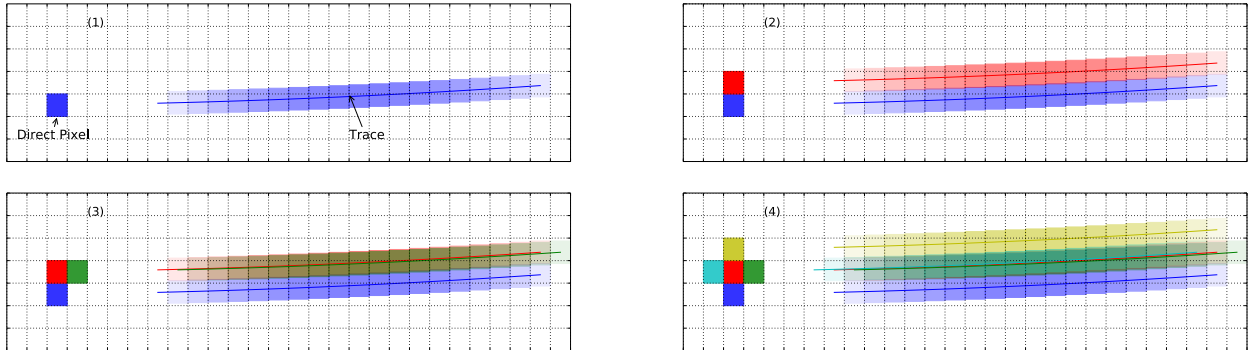 (1)
Direct Pixel
Trace
(2)
(3)
(4)